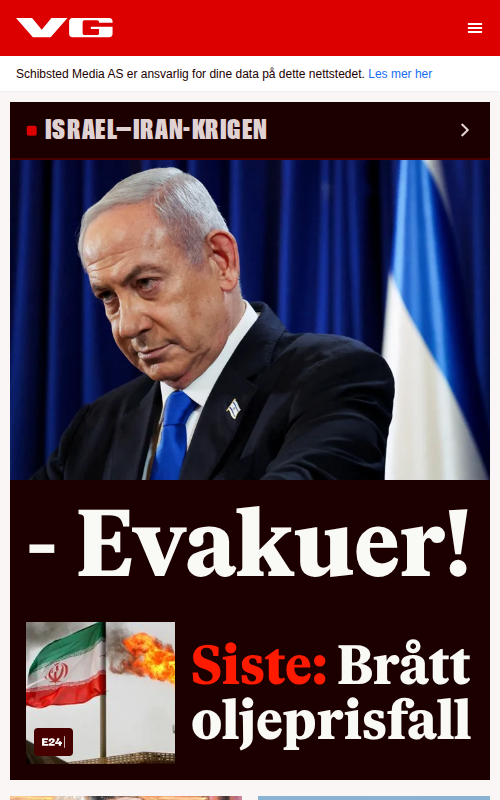 VG
Schibsted Media AS er ansvarlig for dine data på dette nettstedet. Les mer her
ISRAEL–IRAN-KRIGEN
- Evakuer!
Siste: Brått
oljeprisfall
E24